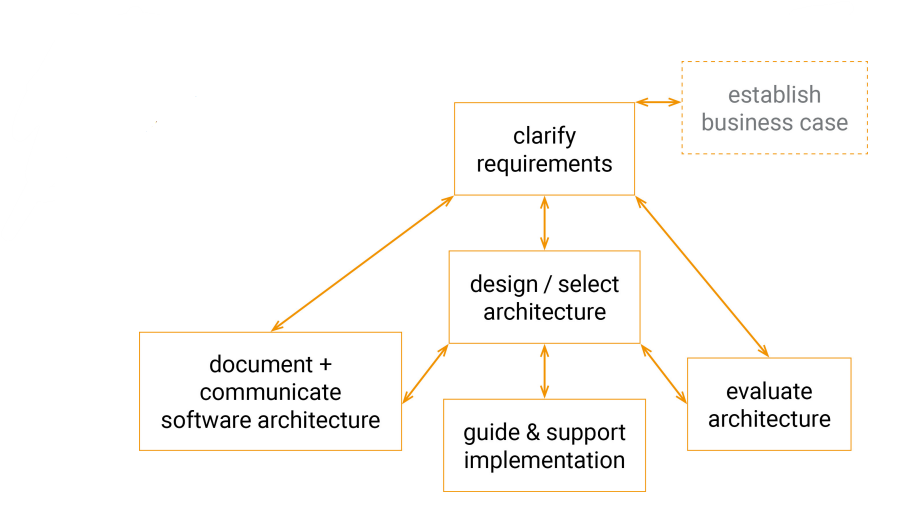 establish
business case
clarify
requirements
design / select
architecture
document +
communicate
software architecture
evaluate
architecture
guide & support
implementation